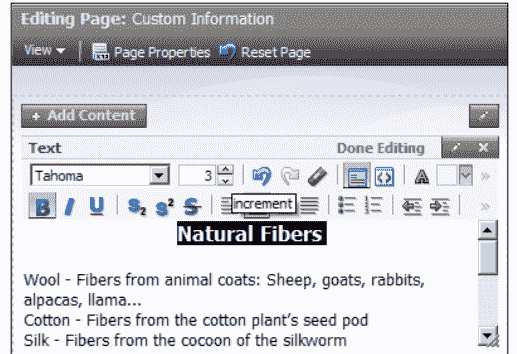 Editing Page: Custom Information
View Page Properties Reset Page
+ Add Content
Text Done Editing
Tahoma 3
B I U S₂ S² S increment
Natural Fibers
Wool - Fibers from animal coats: Sheep, goats, rabbits,
alpacas, llama...
Cotton - Fibers from the cotton plant's seed pod
Silk - Fibers from the cocoon of the silkworm